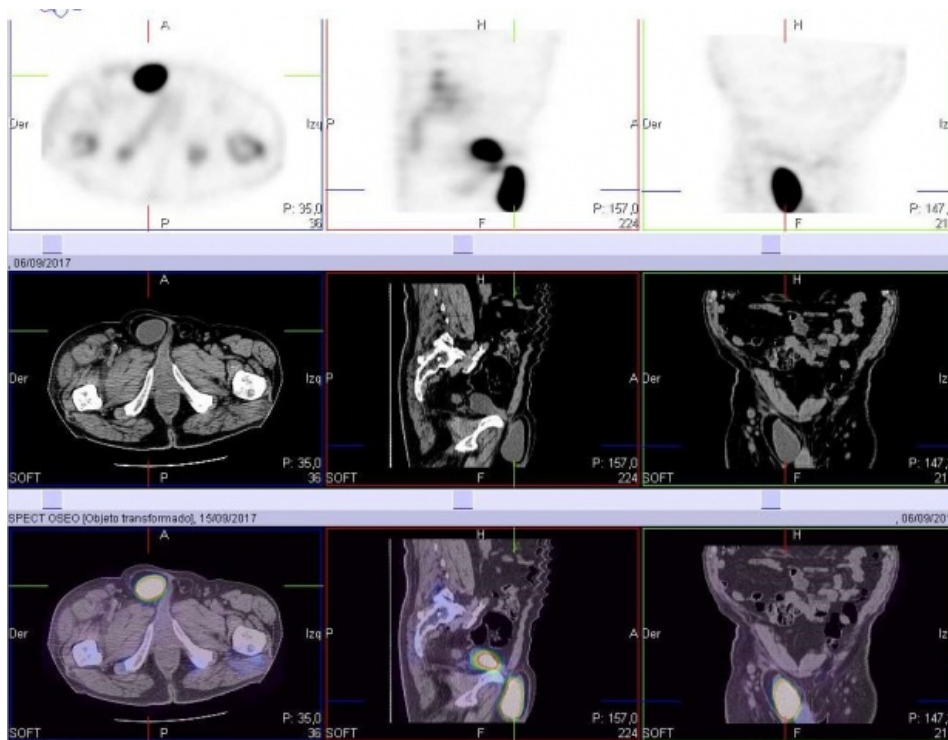 A H H
Der Izq P A Der Iz
P: 35,0 P: 157,0 P: 147,
36 224 21
P F F
, 06/09/2017
A H H
Der Izq P A Der Iz
P: 35,0 P: 157,0 P: 147,
SOFT P 36 SOFT F 224 SOFT F 21
SPECT OSEO [Objeto transformado], 15/09/2017 , 06/09/201
A H H
Der Izq P A Der Iz
P: 35,0 P: 157,0 P: 147,
SOFT P 36 SOFT F 224 SOFT F 21